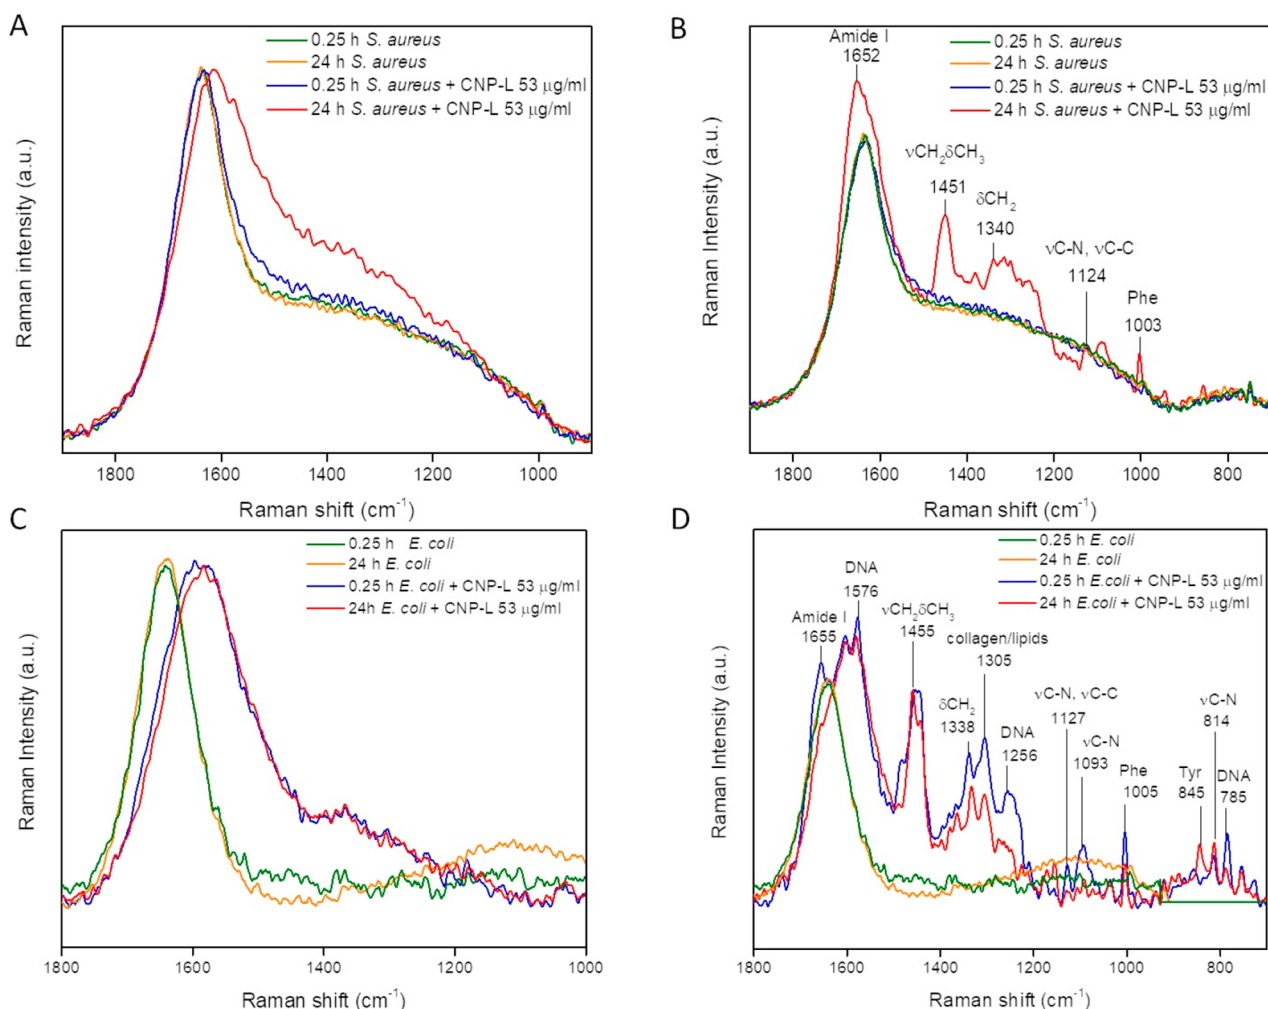 A
0.25 h S. aureus
24 h S. aureus
0.25 h S. aureus + CNP-L 53 μg/ml
24 h S. aureus + CNP-L 53 μg/ml
Raman intensity (a.u.)
1800 1600 1400 1200 1000
Raman shift (cm⁻¹)
B
0.25 h S. aureus
24 h S. aureus
0.25 h S. aureus + CNP-L 53 μg/ml
24 h S. aureus + CNP-L 53 μg/ml
Amide I
1652
νCH₂δCH₃
1451
δCH₂
1340
νC-N, νC-C
1124
Phe
1003
Raman Intensity (a.u.)
1800 1600 1400 1200 1000 800
Raman shift (cm⁻¹)
C
0.25 h E. coli
24 h E. coli
0.25 h E. coli + CNP-L 53 μg/ml
24h E. coli + CNP-L 53 μg/ml
Raman Intensity (a.u.)
1800 1600 1400 1200 1000
Raman shift (cm⁻¹)
D
0.25 h E. coli
24 h E. coli
0.25 h E.coli + CNP-L 53 μg/ml
24 h E.coli + CNP-L 53 μg/ml
Amide I
1655
DNA
1576
νCH₂δCH₃
1455
collagen/lipids
1305
δCH₂
1338
DNA
1256
νC-N, νC-C
1127
νC-N
1093
Phe
1005
Tyr
845
νC-N
814
DNA
785
Raman Intensity (a.u.)
1800 1600 1400 1200 1000 800
Raman shift (cm⁻¹)